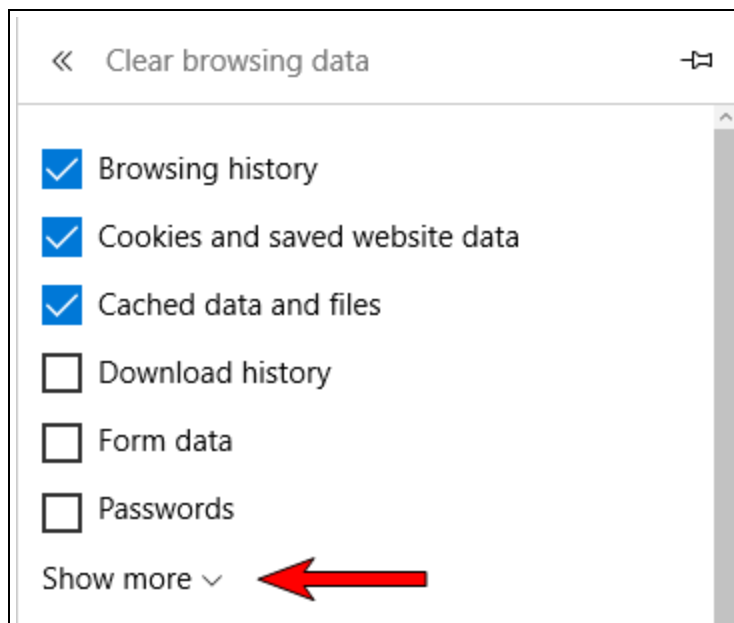 Clear browsing data
Browsing history
Cookies and saved website data
Cached data and files
Download history
Form data
Passwords
Show more